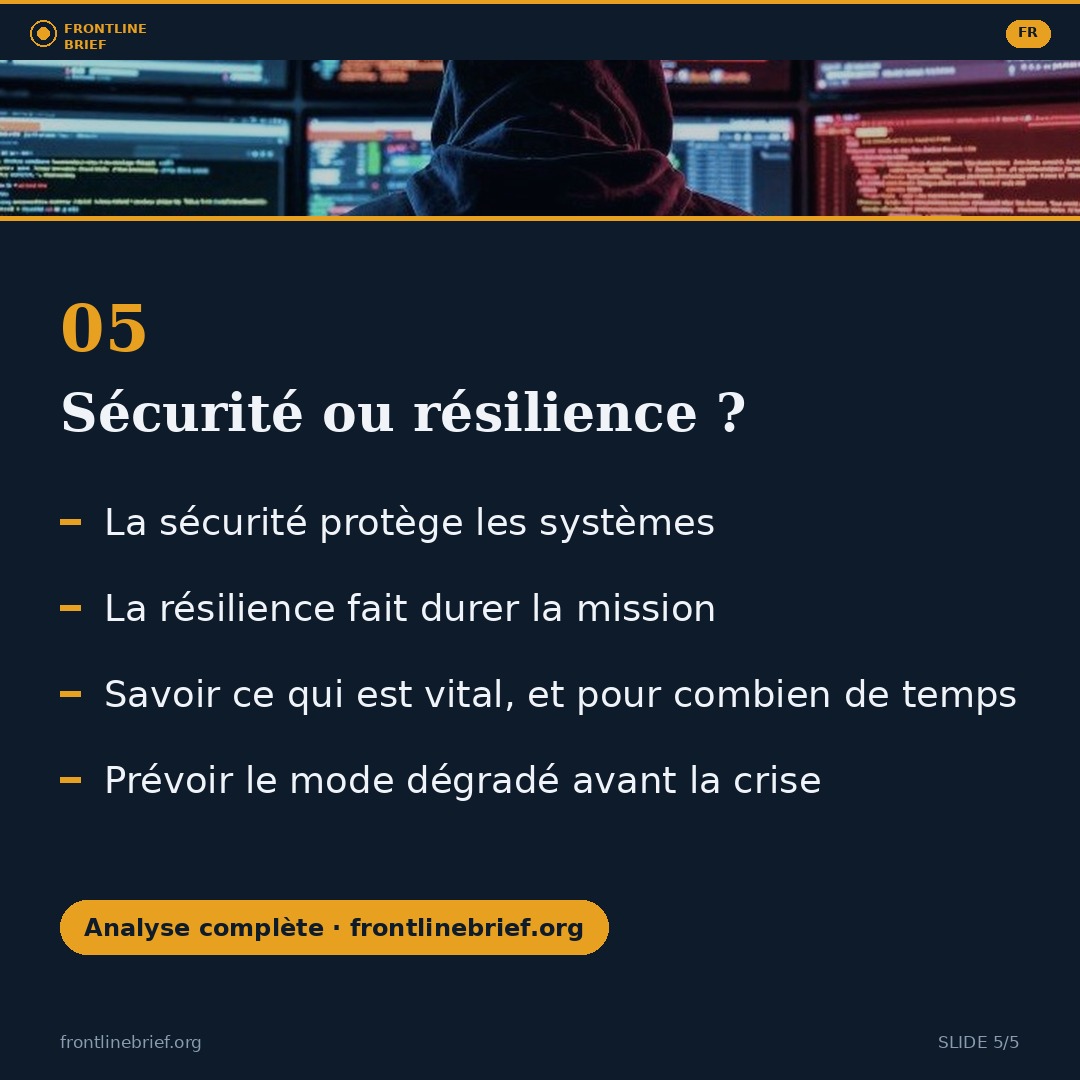 FRONTLINE
BRIEF
FR
05
Sécurité ou résilience ?
La sécurité protège les systèmes
La résilience fait durer la mission
Savoir ce qui est vital, et pour combien de temps
Prévoir le mode dégradé avant la crise
Analyse complète · frontlinebrief.org
frontlinebrief.org
SLIDE 5/5